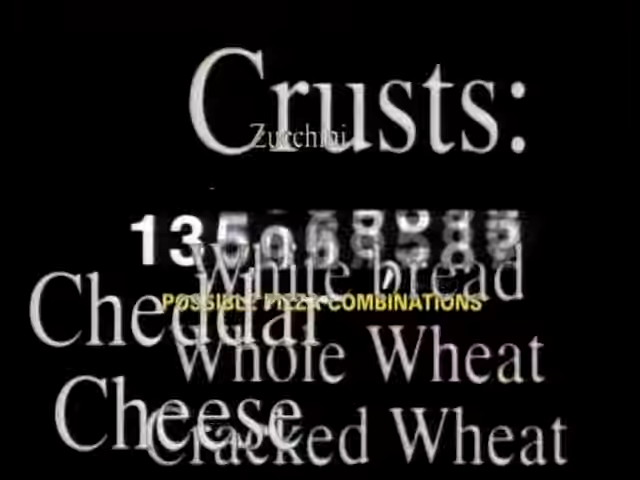 Crusts:
Zucchini
White bread
POSSIBLE PIZZA COMBINATIONS
Cheddar
Whole Wheat
Cheese
Cracked Wheat